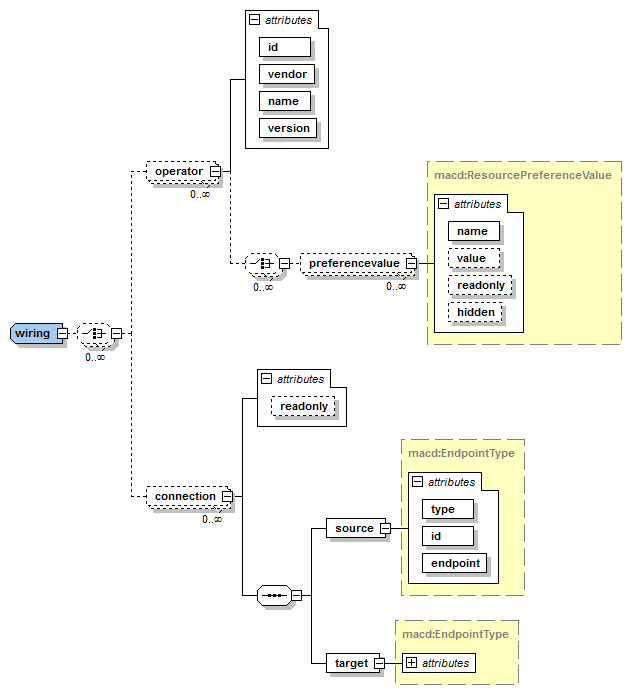 attributes
id
vendor
name
version
operator
0..∞
macd:ResourcePreferenceValue
attributes
name
value
readonly
hidden
preferencevalue
0..∞
0..∞
wiring
0..∞
attributes
readonly
connection
0..∞
macd:EndpointType
attributes
type
id
endpoint
source
macd:EndpointType
target
attributes